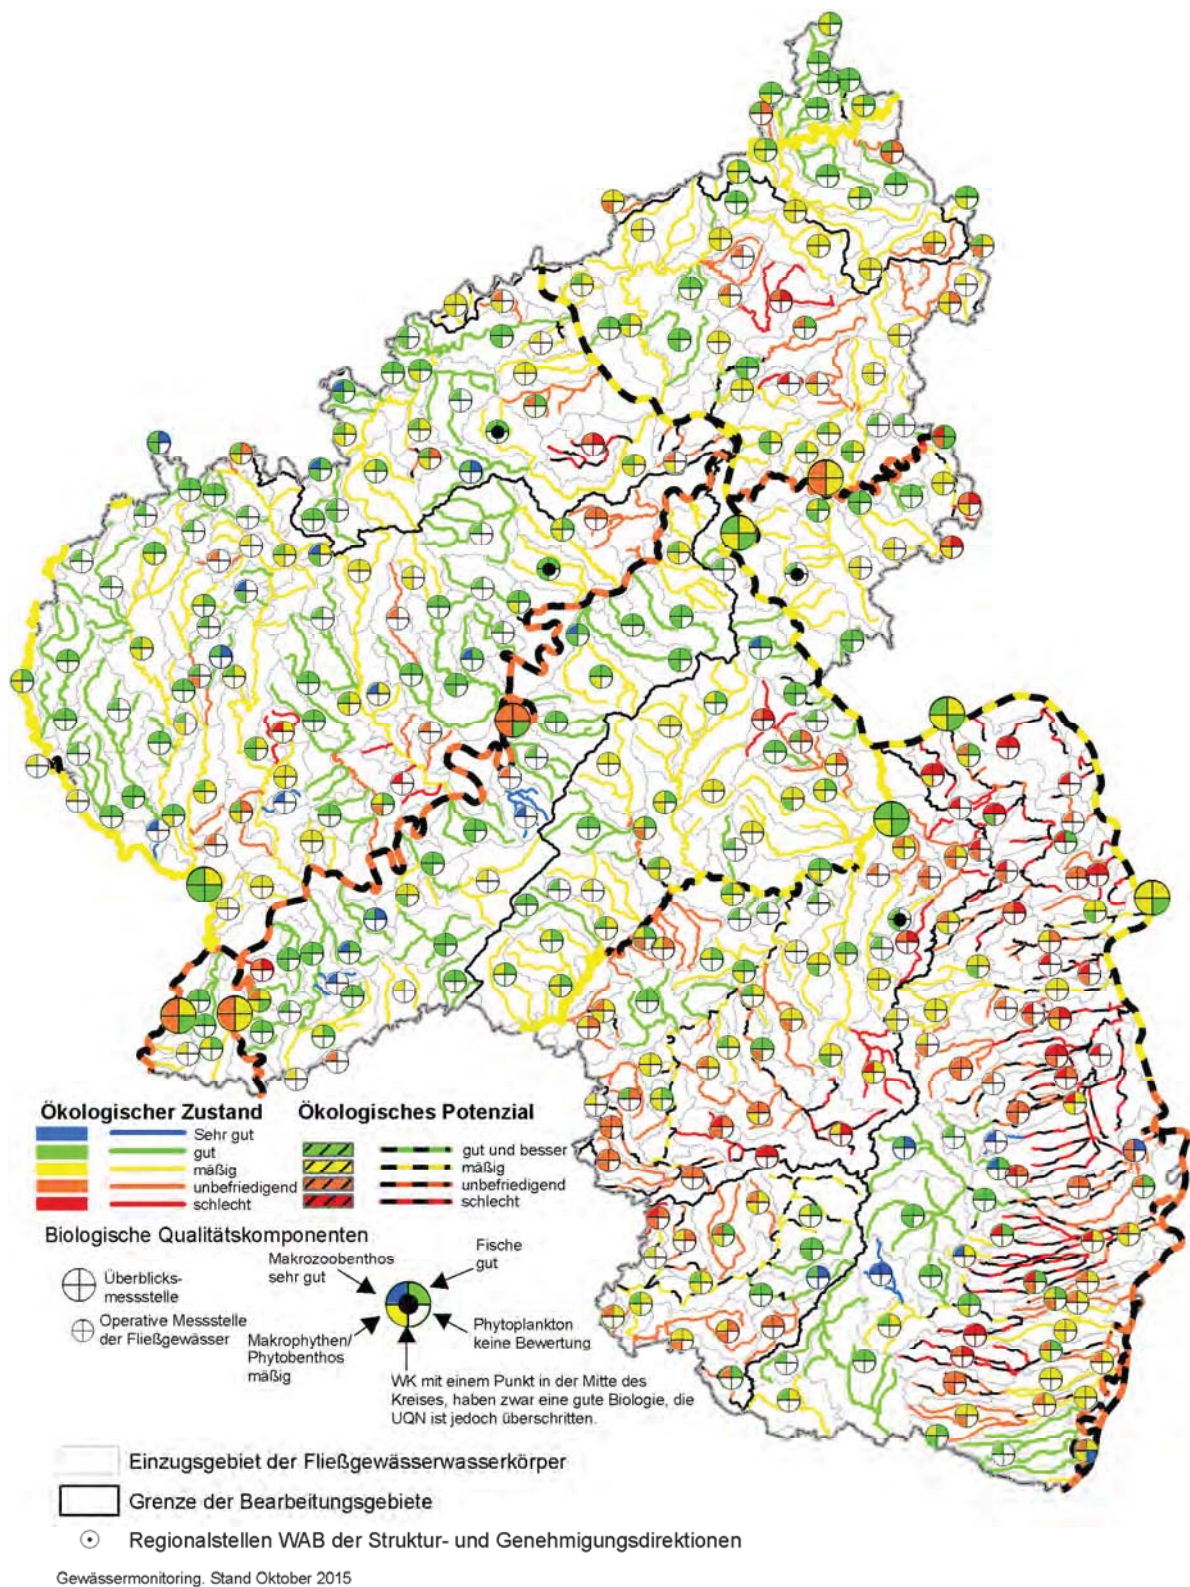 Ökologischer Zustand
Sehr gut
gut
mäßig
unbefriedigend
schlecht
Ökologisches Potenzial
gut und besser
mäßig
unbefriedigend
schlecht
Biologische Qualitätskomponenten
Überblicks-
messstelle
Operative Messstelle
der Fließgewässer
Makrozoobenthos
sehr gut
Fische
gut
Makrophythen/
Phytobenthos
mäßig
Phytoplankton
keine Bewertung
WK mit einem Punkt in der Mitte des
Kreises, haben zwar eine gute Biologie, die
UQN ist jedoch überschritten.
Einzugsgebiet der Fließgewässerwasserkörper
Grenze der Bearbeitungsgebiete
Regionalstellen WAB der Struktur- und Genehmigungsdirektionen
Gewässermonitoring. Stand Oktober 2015